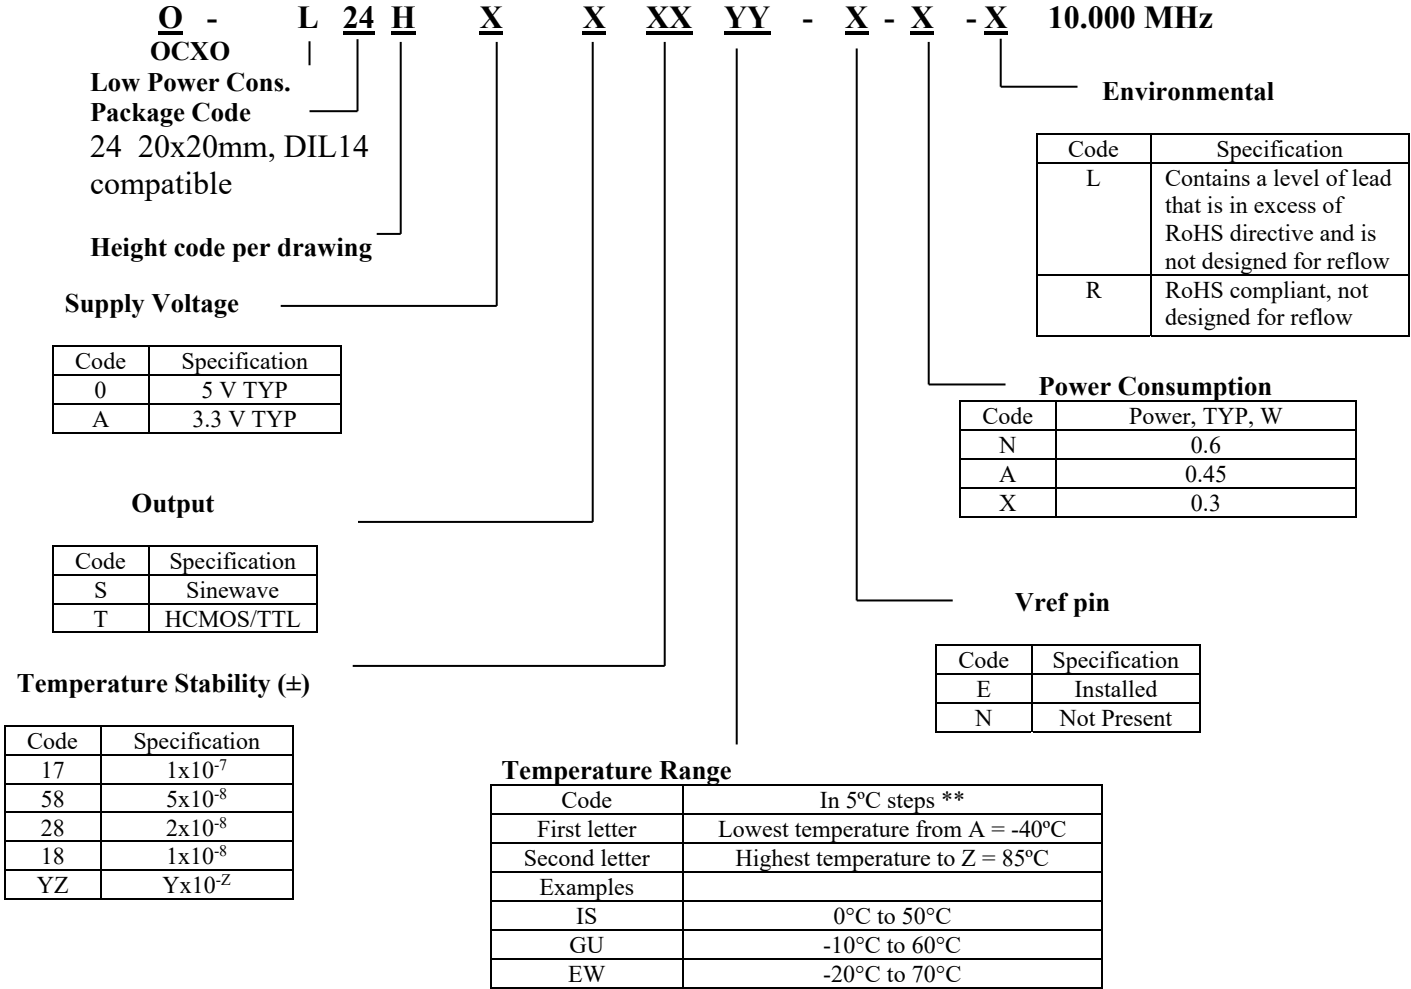 O - L 24 H X X XX YY - X - X - X 10.000 MHz
OCXO
Low Power Cons.
Package Code
24 20x20mm, DIL14
compatible
Height code per drawing
Supply Voltage
Code Specification
0 5 V TYP
A 3.3 V TYP
Output
Code Specification
S Sinewave
T HCMOS/TTL
Temperature Stability (±)
Code Specification
17 1x10⁻⁷
58 5x10⁻⁸
28 2x10⁻⁸
18 1x10⁻⁸
YZ Yx10⁻ᶻ
Temperature Range
Code In 5ºC steps **
First letter Lowest temperature from A = -40ºC
Second letter Highest temperature to Z = 85ºC
Examples
IS 0°C to 50°C
GU -10°C to 60°C
EW -20°C to 70°C
Environmental
Code Specification
L Contains a level of lead
that is in excess of
RoHS directive and is
not designed for reflow
R RoHS compliant, not
designed for reflow
Power Consumption
Code Power, TYP, W
N 0.6
A 0.45
X 0.3
Vref pin
Code Specification
E Installed
N Not Present